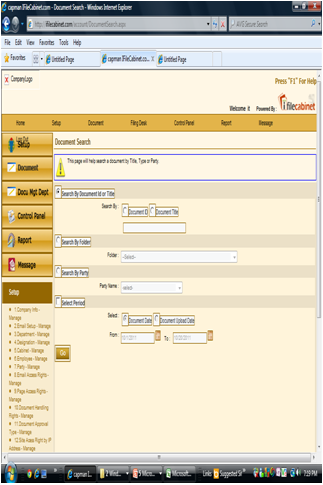 capman IFileCabinet.com - Document Search - Windows Internet Explorer
http://ifilecabinet.com/account/DocumentSearch.aspx
AVG Secure Search
File Edit View Favorites Tools Help
Favorites Untitled Page capman IFileCabinet.co... Untitled Page
CompanyLogo
Press "F1" For Help
Welcome it Powered By: ifilecabinet
Home Setup Document Filing Desk Control Panel Report Message
Log Out
Setup
Document
Docu Mgt Dept
Control Panel
Report
Message
Document Search
This page will help search a document by Title, Type or Party.
Search By Document Id or Title
Search By: Document ID Document Title
Search By Folder
Folder: --Select--
Search By Party
Party Name: -select-
Select Period
Select: Document Date Document Upload Date
From: To:
Go
Setup
1.Company Info - Manage
2.Email Setup - Manage
3.Department - Manage
4.Designation - Manage
5.Cabinet - Manage
6.Employee - Manage
7.Party - Manage
8.Email Access Rights - Manage
9.Page Access Rights - Manage
10.Document Handling Rights - Manage
11.Document Approval Type - Manage
12.Site Access Right by IP Address - Manage
capman I... 2 Wind... 5 Micros... Microsoft... Links Suggested Sit 7:59 PM